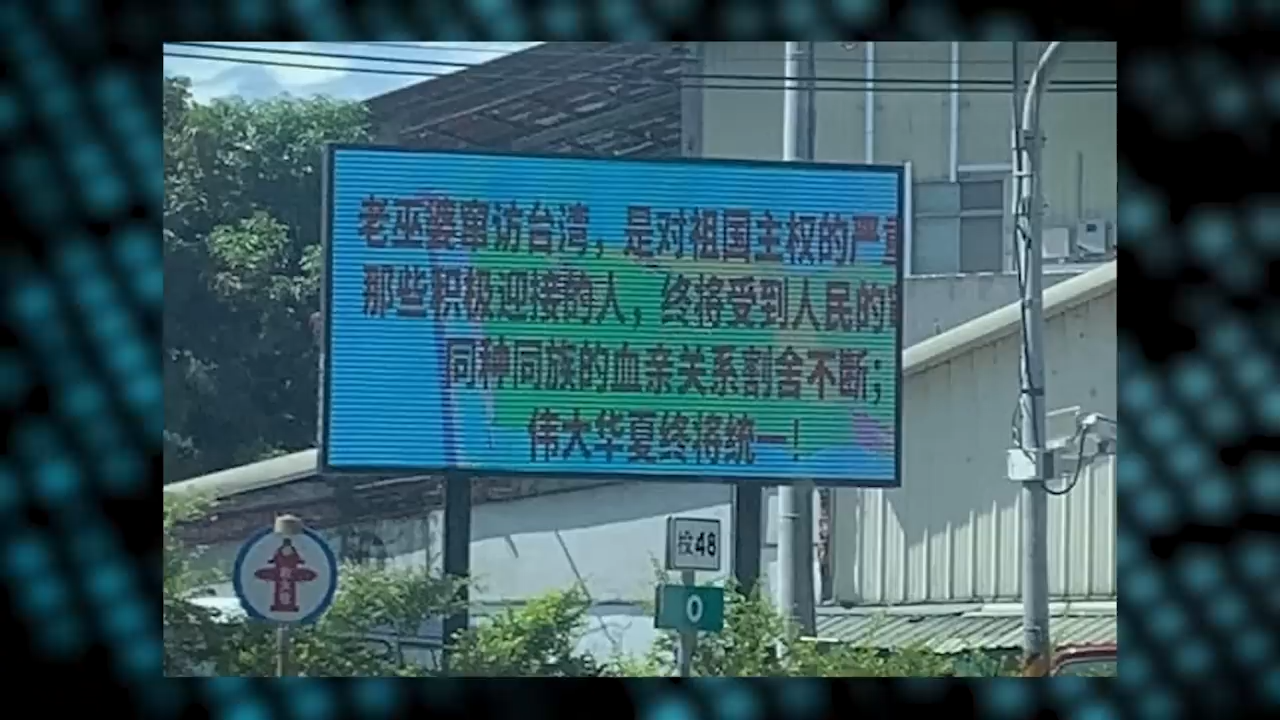 老巫婆窜访台湾，是对祖国主权的严重
那些积极迎接的人，终将受到人民的
同种同族的血亲关系割舍不断；
伟大华夏终将统一！
投48
0